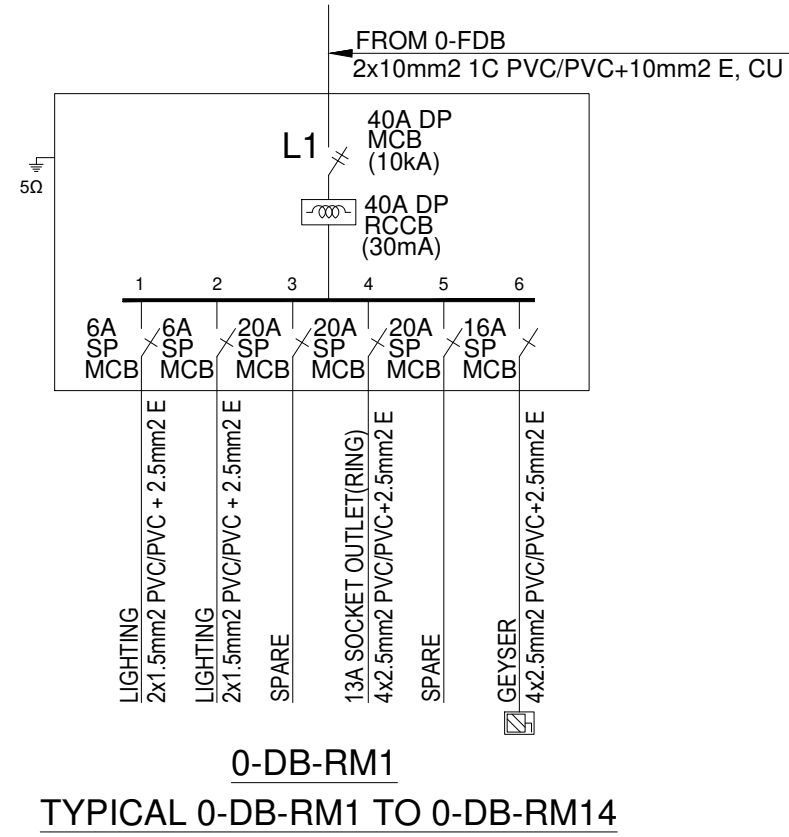 FROM 0-FDB
2x10mm2 1C PVC/PVC+10mm2 E, CU
L1
40A DP
MCB
(10kA)
5Ω
40A DP
RCCB
(30mA)
1 2 3 4 5 6
6A
SP
MCB
6A
SP
MCB
20A
SP
MCB
20A
SP
MCB
20A
SP
MCB
16A
SP
MCB
LIGHTING
2x1.5mm2 PVC/PVC + 2.5mm2 E
LIGHTING
2x1.5mm2 PVC/PVC + 2.5mm2 E
SPARE
13A SOCKET OUTLET(RING)
4x2.5mm2 PVC/PVC+2.5mm2 E
SPARE
GEYSER
4x2.5mm2 PVC/PVC+2.5mm2 E
0-DB-RM1
TYPICAL 0-DB-RM1 TO 0-DB-RM14